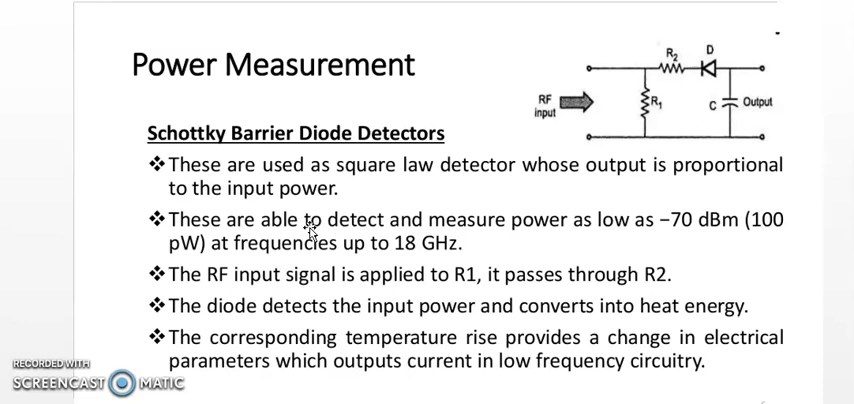 Power Measurement
R2 D
RF
input
R1
C
Output
Schottky Barrier Diode Detectors
❖These are used as square law detector whose output is proportional
to the input power.
❖These are able to detect and measure power as low as −70 dBm (100
pW) at frequencies up to 18 GHz.
❖The RF input signal is applied to R1, it passes through R2.
❖The diode detects the input power and converts into heat energy.
❖The corresponding temperature rise provides a change in electrical
parameters which outputs current in low frequency circuitry.
RECORDED WITH
SCREENCAST MATIC